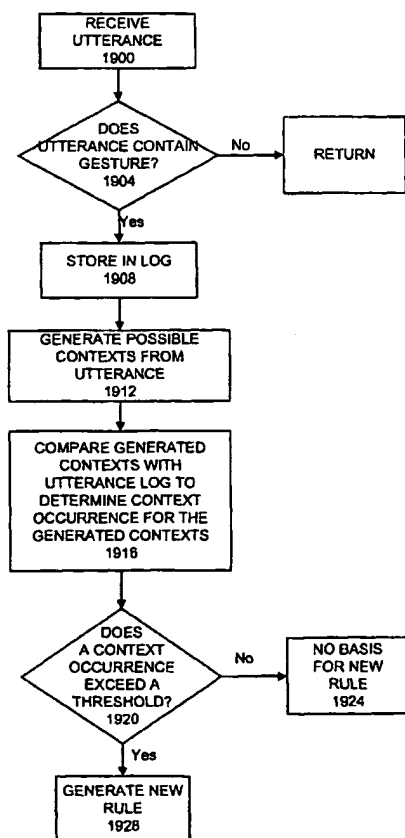 RECEIVE
UTTERANCE
1900
DOES
UTTERANCE CONTAIN
GESTURE?
1904
No
RETURN
Yes
STORE IN LOG
1908
GENERATE POSSIBLE
CONTEXTS FROM
UTTERANCE
1912
COMPARE GENERATED
CONTEXTS WITH
UTTERANCE LOG TO
DETERMINE CONTEXT
OCCURRENCE FOR THE
GENERATED CONTEXTS
1916
DOES
A CONTEXT
OCCURRENCE
EXCEED A
THRESHOLD?
1920
No
NO BASIS
FOR NEW
RULE
1924
Yes
GENERATE NEW
RULE
1928